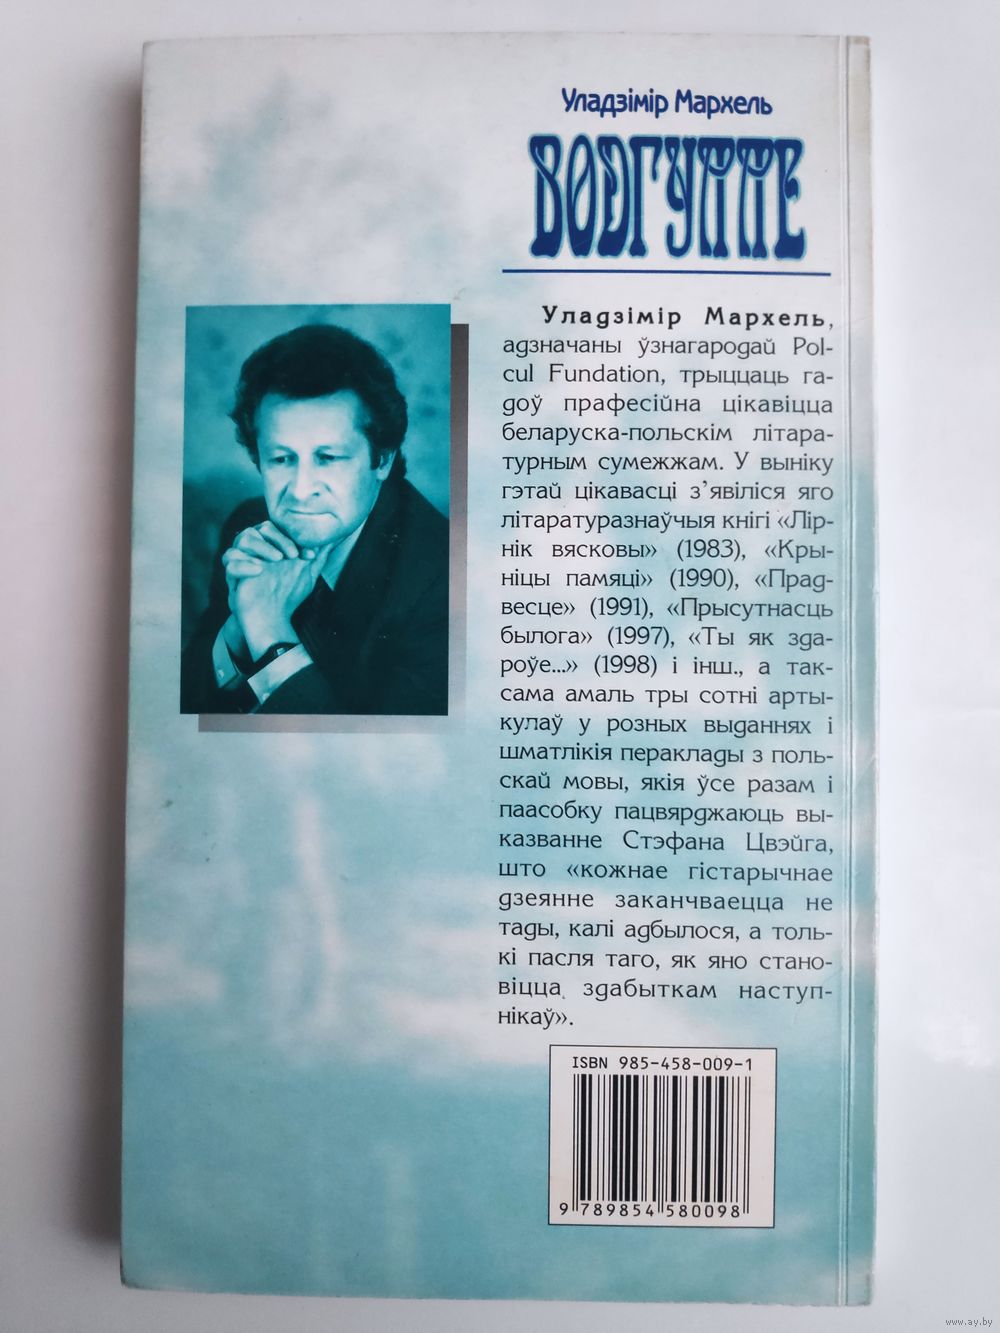 Уладзімір Мархель
ВОДГУЛЛЕ
Уладзімір Мархель,
адзначаны ўзнагародай Pol-
cul Fundation, трыццаць га-
доў прафесійна цікавіцца
беларуска-польскім літара-
турным сумежжам. У выніку
гэтай цікавасці з’явіліся яго
літаратуразнаўчыя кнігі «Лір-
нік вясковы» (1983), «Кры-
ніцы памяці» (1990), «Прад-
весце» (1991), «Прысутнасць
былога» (1997), «Ты як зда-
роўе...» (1998) і інш., а так-
сама амаль тры сотні арты-
кулаў у розных выданнях і
шматлікія пераклады з поль-
скай мовы, якія ўсе разам і
паасобку пацвярджаюць вы-
казванне Стэфана Цвэйга,
што «кожнае гістарычнае
дзеянне заканчваецца не
тады, калі адбылося, а толь-
кі пасля таго, як яно стано-
віцца здабыткам наступ-
нікаў».
ISBN 985-458-009-1
9 789854 580098
www.ay.by